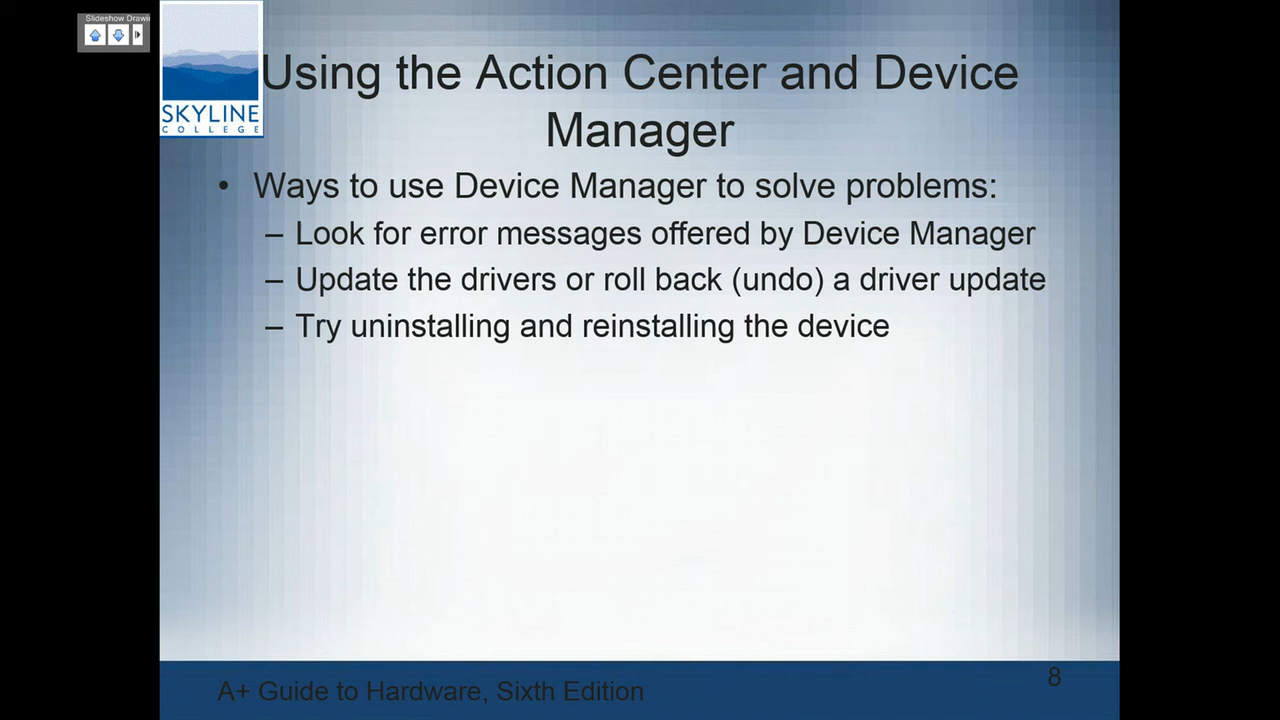 Slideshow Drawin
SKYLINE
COLLEGE
Using the Action Center and Device
Manager
• Ways to use Device Manager to solve problems:
– Look for error messages offered by Device Manager
– Update the drivers or roll back (undo) a driver update
– Try uninstalling and reinstalling the device
A+ Guide to Hardware, Sixth Edition
8